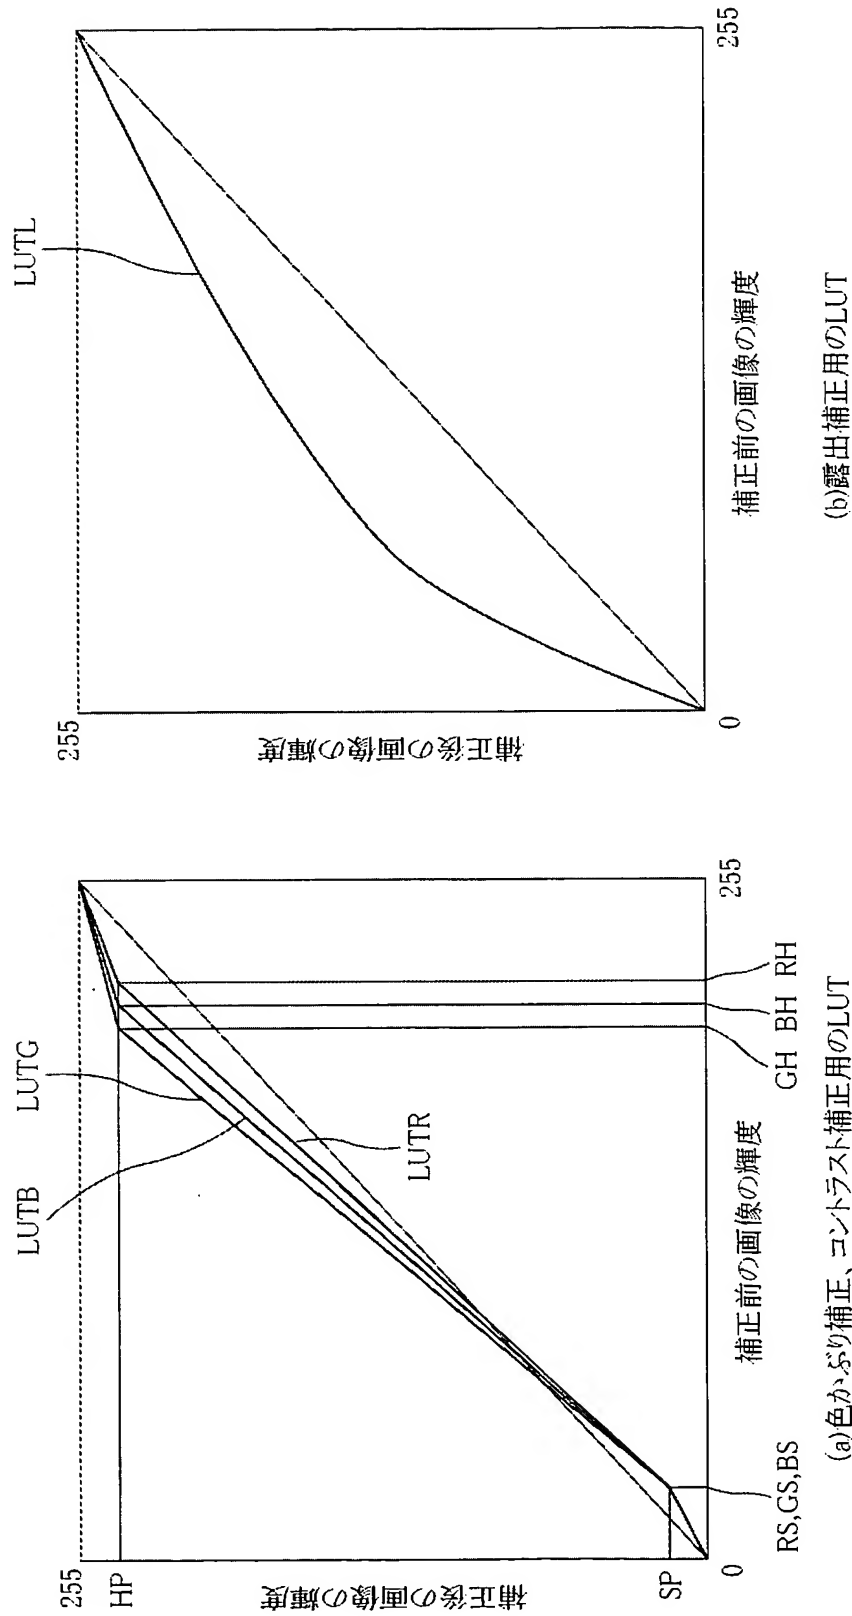 255
HP
補正後の画像の輝度
SP
0
LUTB
LUTG
LUTR
RS,GS,BS
補正前の画像の輝度
GH
BH
RH
255
(a)色かぶり補正、コントラスト補正用のLUT
255
補正後の画像の輝度
0
LUTL
補正前の画像の輝度
255
(b)露出補正用のLUT